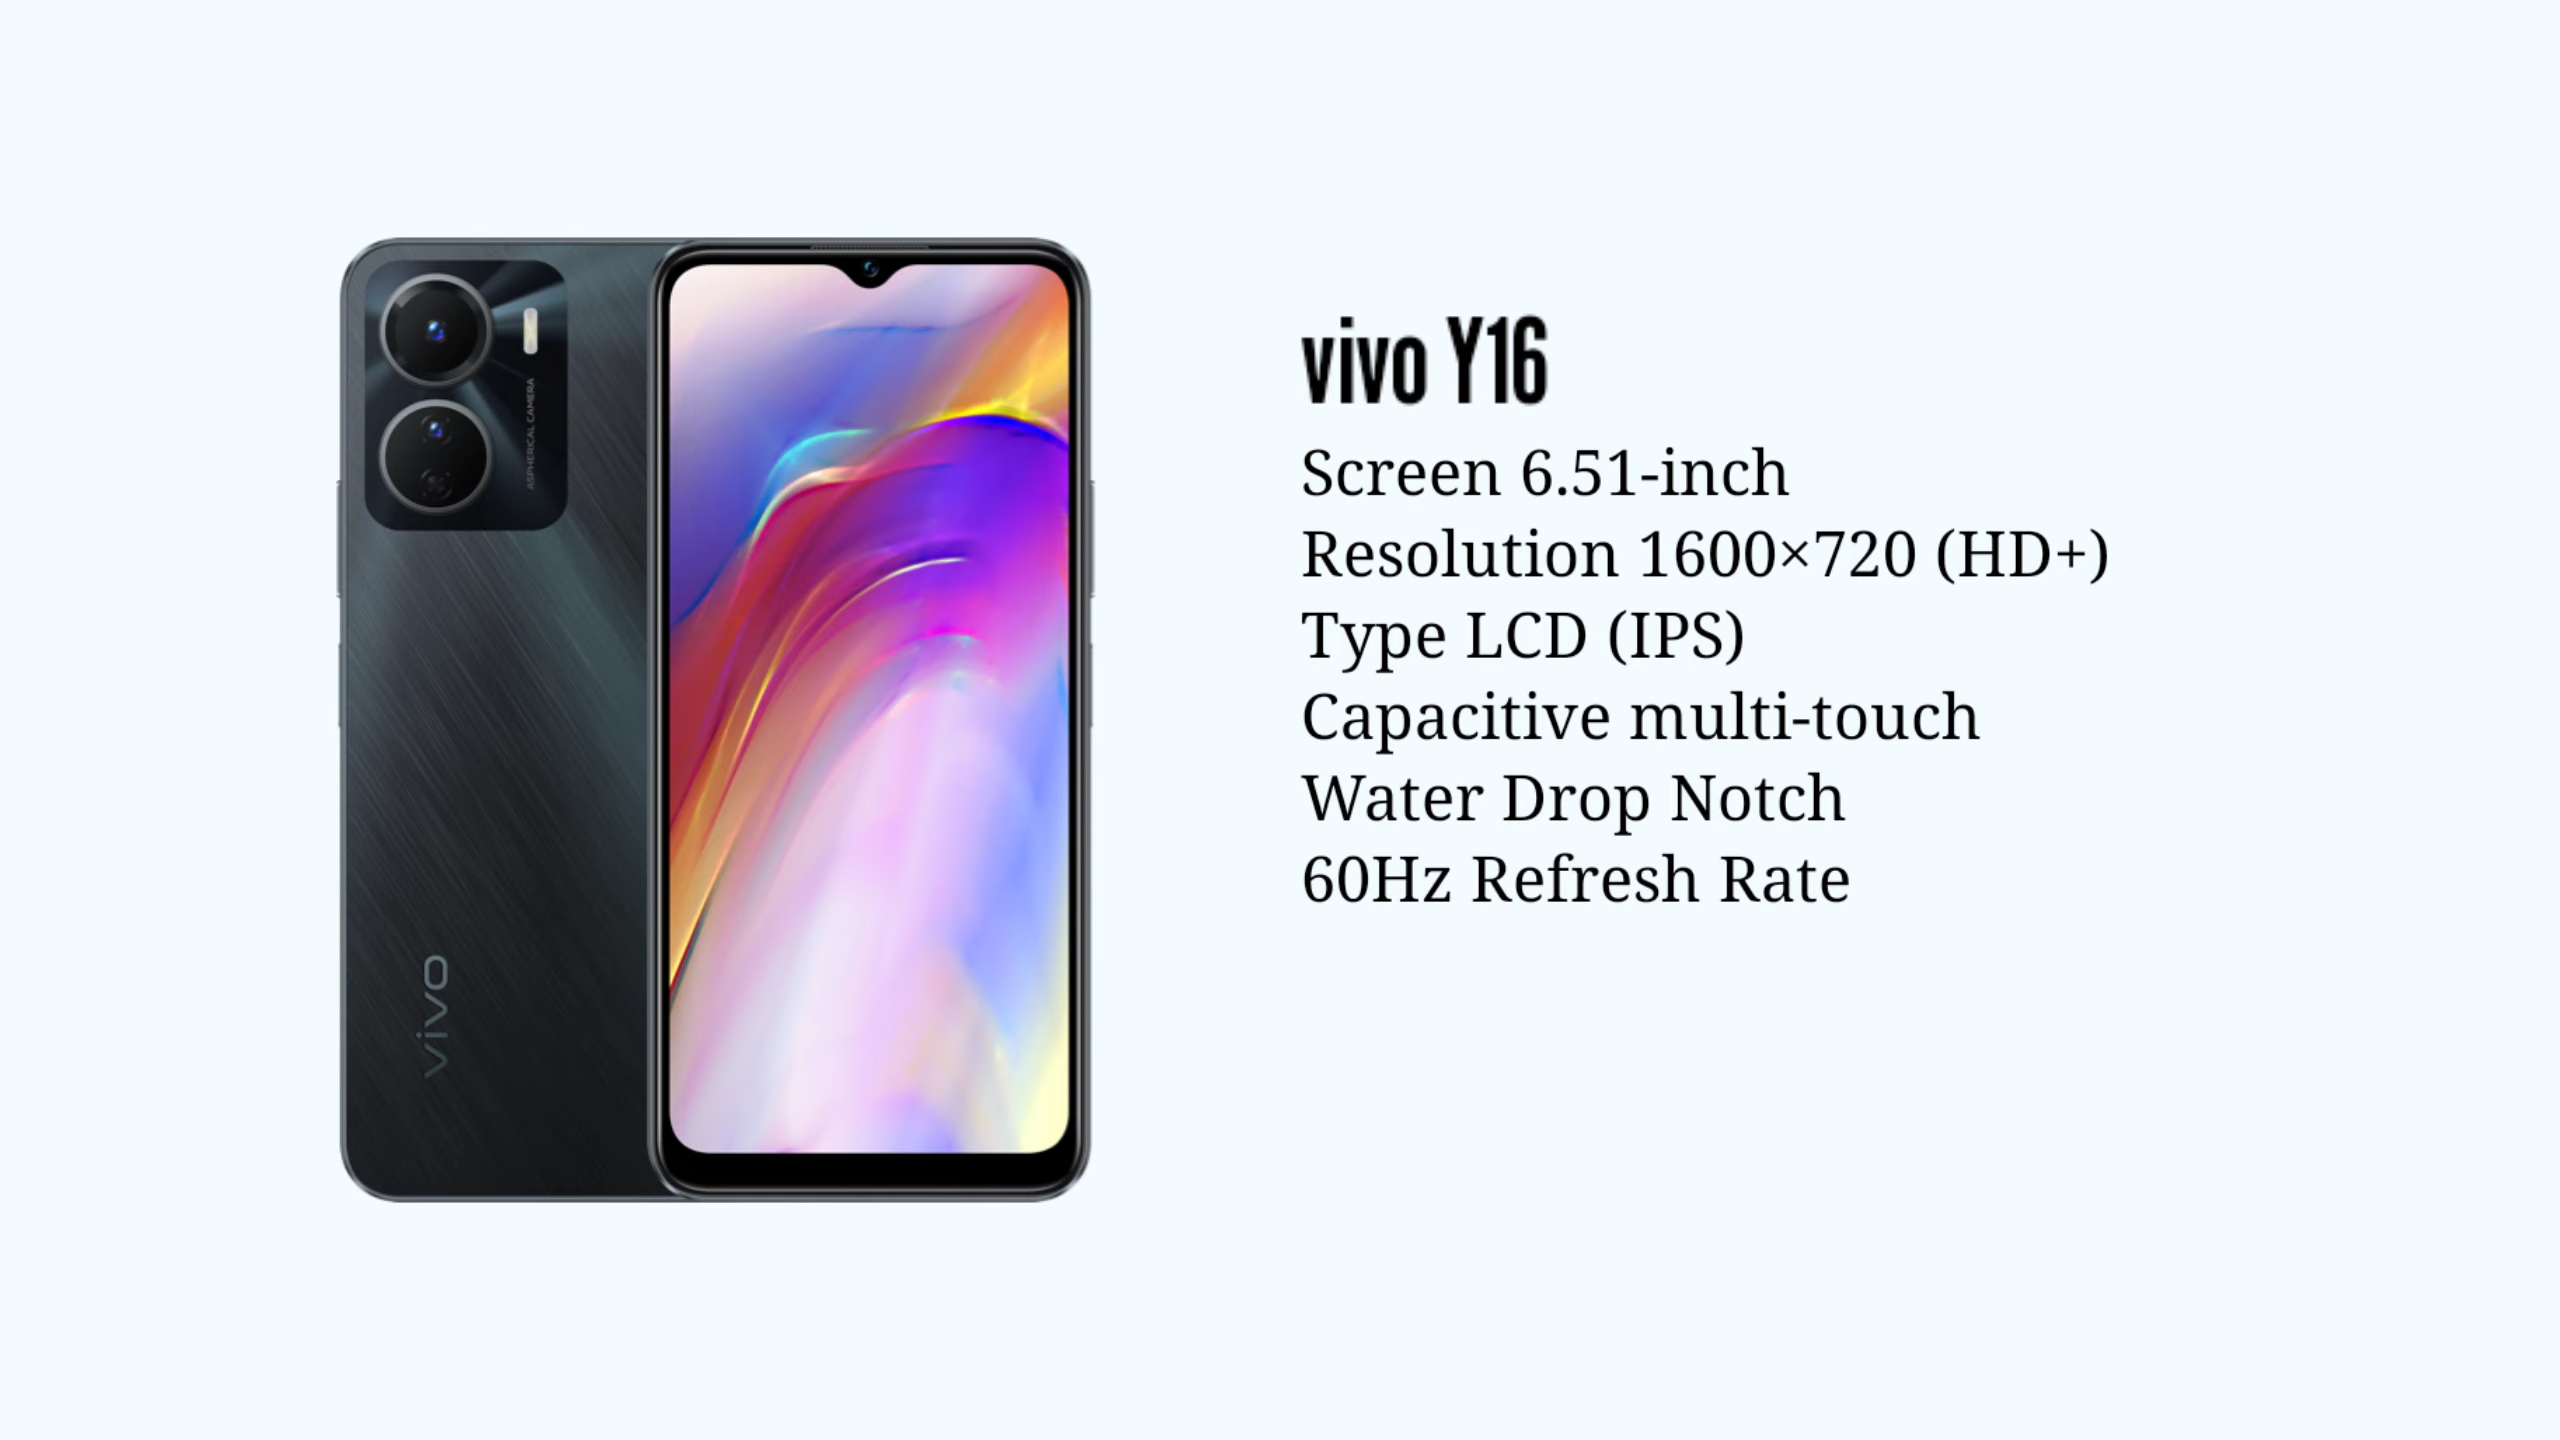 ASPHERICAL CAMERA
vivo
vivo Y16
Screen 6.51-inch
Resolution 1600×720 (HD+)
Type LCD (IPS)
Capacitive multi-touch
Water Drop Notch
60Hz Refresh Rate